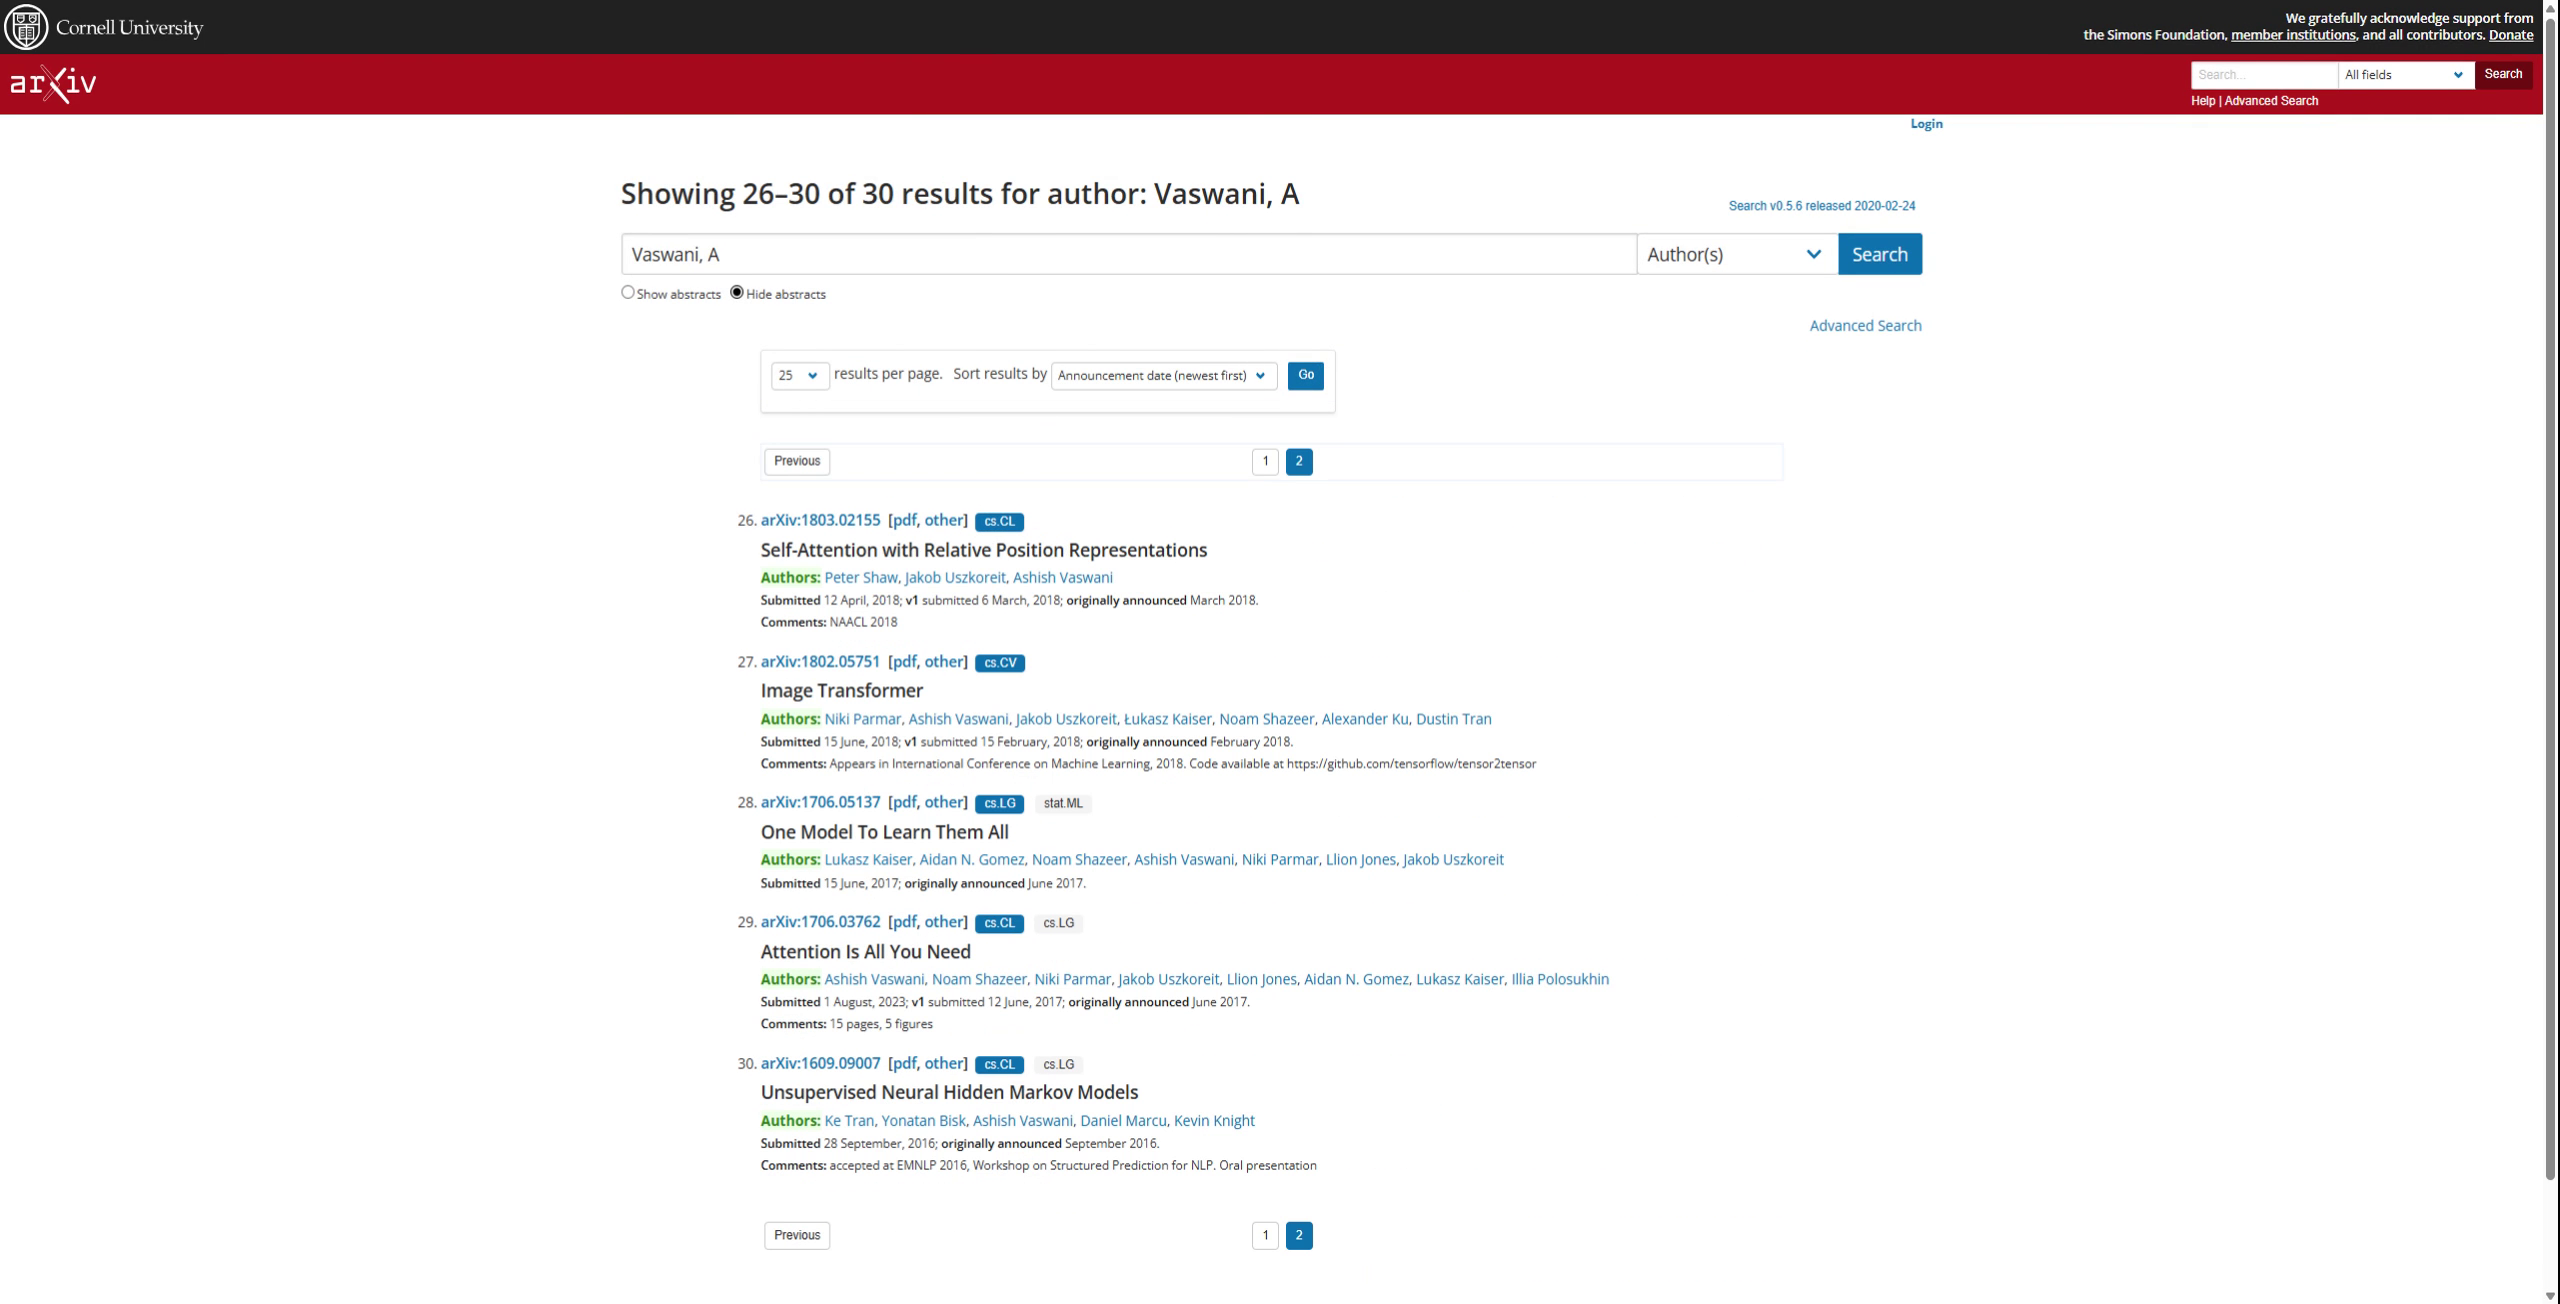 Cornell University
We gratefully acknowledge support from
the Simons Foundation, member institutions, and all contributors. Donate
arXiv
Search...
All fields
Search
Help | Advanced Search
Login
Showing 26–30 of 30 results for author: Vaswani, A
Search v0.5.6 released 2020-02-24
Vaswani, A
Author(s)
Search
Show abstracts Hide abstracts
Advanced Search
25 results per page. Sort results by Announcement date (newest first) Go
Previous 1 2
26. arXiv:1803.02155 [pdf, other] cs.CL
Self-Attention with Relative Position Representations
Authors: Peter Shaw, Jakob Uszkoreit, Ashish Vaswani
Submitted 12 April, 2018; v1 submitted 6 March, 2018; originally announced March 2018.
Comments: NAACL 2018
27. arXiv:1802.05751 [pdf, other] cs.CV
Image Transformer
Authors: Niki Parmar, Ashish Vaswani, Jakob Uszkoreit, Łukasz Kaiser, Noam Shazeer, Alexander Ku, Dustin Tran
Submitted 15 June, 2018; v1 submitted 15 February, 2018; originally announced February 2018.
Comments: Appears in International Conference on Machine Learning, 2018. Code available at https://github.com/tensorflow/tensor2tensor
28. arXiv:1706.05137 [pdf, other] cs.LG stat.ML
One Model To Learn Them All
Authors: Lukasz Kaiser, Aidan N. Gomez, Noam Shazeer, Ashish Vaswani, Niki Parmar, Llion Jones, Jakob Uszkoreit
Submitted 15 June, 2017; originally announced June 2017.
29. arXiv:1706.03762 [pdf, other] cs.CL cs.LG
Attention Is All You Need
Authors: Ashish Vaswani, Noam Shazeer, Niki Parmar, Jakob Uszkoreit, Llion Jones, Aidan N. Gomez, Lukasz Kaiser, Illia Polosukhin
Submitted 1 August, 2023; v1 submitted 12 June, 2017; originally announced June 2017.
Comments: 15 pages, 5 figures
30. arXiv:1609.09007 [pdf, other] cs.CL cs.LG
Unsupervised Neural Hidden Markov Models
Authors: Ke Tran, Yonatan Bisk, Ashish Vaswani, Daniel Marcu, Kevin Knight
Submitted 28 September, 2016; originally announced September 2016.
Comments: accepted at EMNLP 2016, Workshop on Structured Prediction for NLP. Oral presentation
Previous 1 2